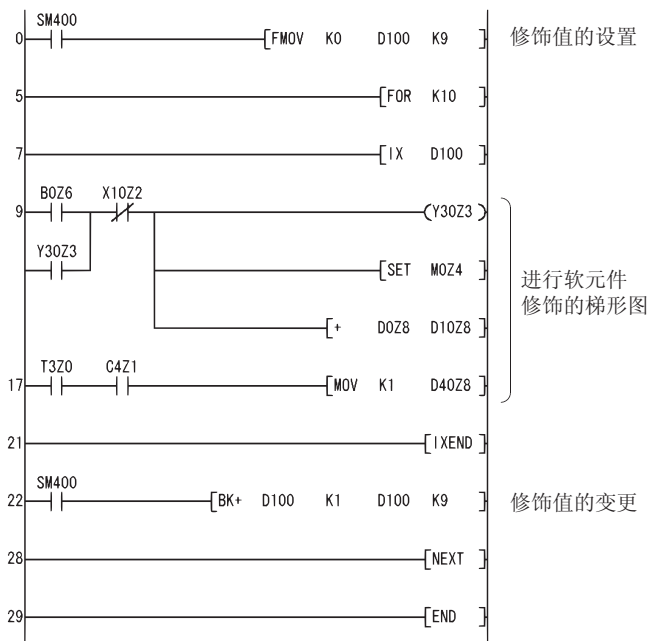 SM400
0 [FMOV K0 D100 K9 ] 修饰值的设置
5 [FOR K10 ]
7 [IX D100 ]
B0Z6 X10Z2
9 (Y30Z3 )
Y30Z3
[SET M0Z4 ]
进行软元件
修饰的梯形图
[+ D0Z8 D10Z8 ]
T3Z0 C4Z1
17 [MOV K1 D40Z8 ]
21 [IXEND ]
SM400
22 [BK+ D100 K1 D100 K9 ] 修饰值的变更
28 [NEXT ]
29 [END ]